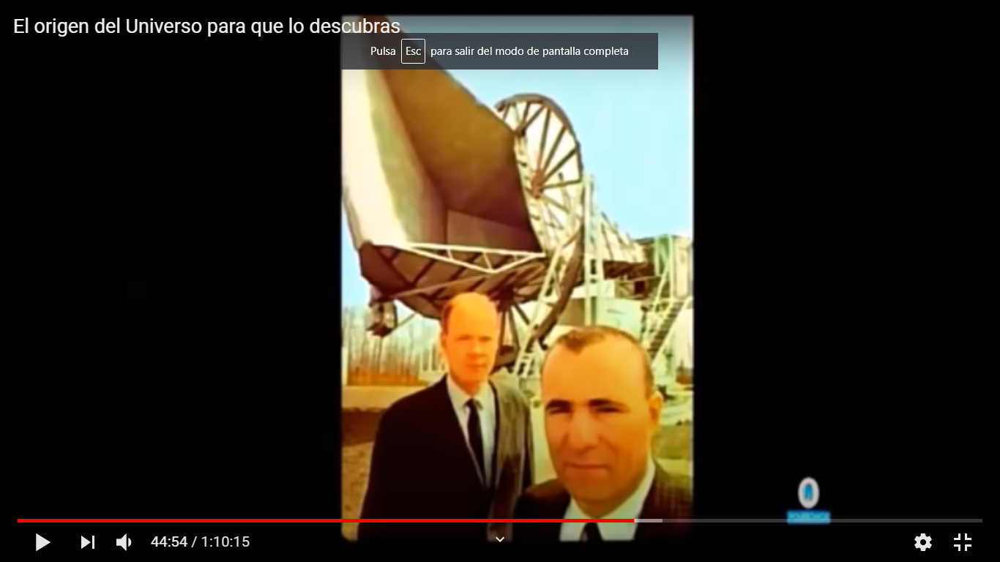 El origen del Universo para que lo descubras
Pulsa Esc para salir del modo de pantalla completa
44:54 / 1:10:15